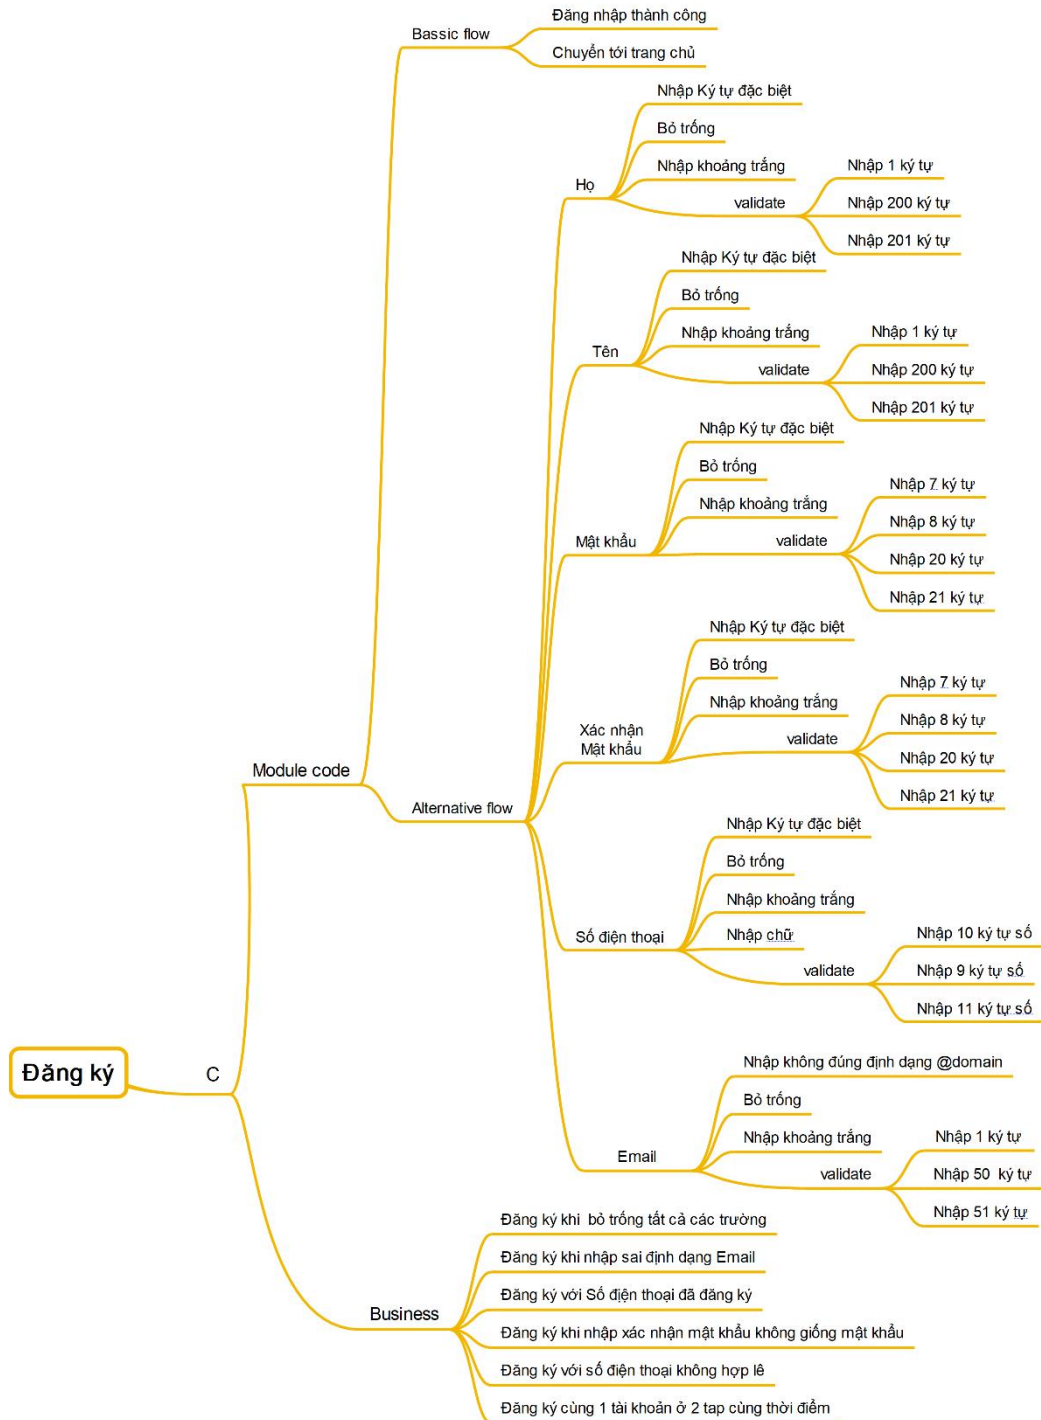 Đăng nhập thành công
Bassic flow
Chuyển tới trang chủ
Nhập Ký tự đặc biệt
Bỏ trống
Nhập khoảng trắng
Họ
validate
Nhập 1 ký tự
Nhập 200 ký tự
Nhập 201 ký tự
Nhập Ký tự đặc biệt
Bỏ trống
Nhập khoảng trắng
Tên
validate
Nhập 1 ký tự
Nhập 200 ký tự
Nhập 201 ký tự
Nhập Ký tự đặc biệt
Bỏ trống
Nhập khoảng trắng
Mật khẩu
validate
Nhập 7 ký tự
Nhập 8 ký tự
Nhập 20 ký tự
Nhập 21 ký tự
Nhập Ký tự đặc biệt
Bỏ trống
Nhập khoảng trắng
Xác nhận
Mật khẩu
validate
Nhập 7 ký tự
Nhập 8 ký tự
Nhập 20 ký tự
Nhập 21 ký tự
Module code
Alternative flow
Nhập Ký tự đặc biệt
Bỏ trống
Nhập khoảng trắng
Nhập chữ
Số điện thoại
validate
Nhập 10 ký tự số
Nhập 9 ký tự số
Nhập 11 ký tự số
Đăng ký
C
Nhập không đúng định dạng @domain
Bỏ trống
Nhập khoảng trắng
Email
validate
Nhập 1 ký tự
Nhập 50 ký tự
Nhập 51 ký tự
Business
Đăng ký khi bỏ trống tất cả các trường
Đăng ký khi nhập sai định dạng Email
Đăng ký với Số điện thoại đã đăng ký
Đăng ký khi nhập xác nhận mật khẩu không giống mật khẩu
Đăng ký với số điện thoại không hợp lê
Đăng ký cùng 1 tài khoản ở 2 tap cùng thời điểm